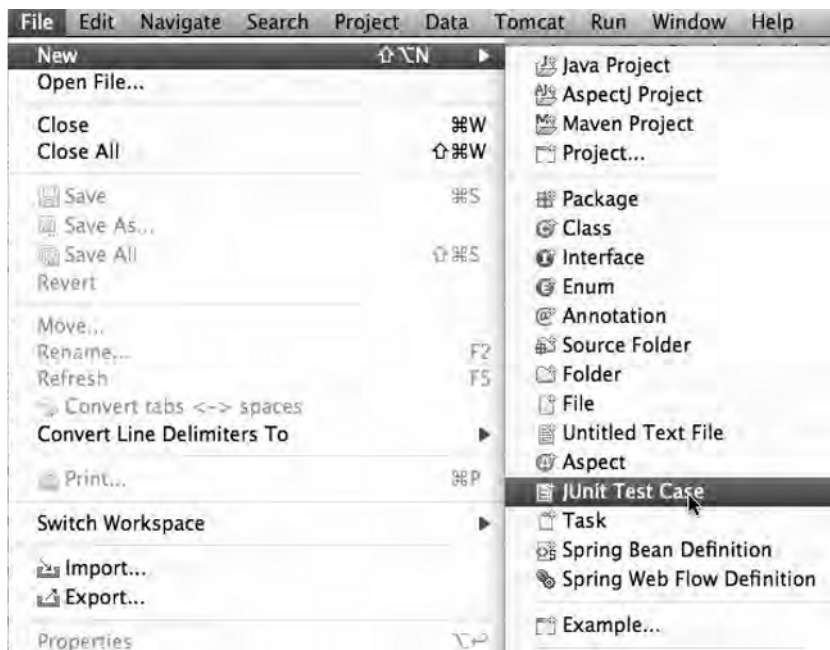 File Edit Navigate Search Project Data Tomcat Run Window Help
New ⇧⌥N ▶
Open File...
Close ⌘W
Close All ⇧⌘W
Save ⌘S
Save As...
Save All ⇧⌘S
Revert
Move...
Rename... F2
Refresh F5
Convert tabs <-> spaces
Convert Line Delimiters To ▶
Print... ⌘P
Switch Workspace ▶
Import...
Export...
Properties ⌥↩
Java Project
AspectJ Project
Maven Project
Project...
Package
Class
Interface
Enum
Annotation
Source Folder
Folder
File
Untitled Text File
Aspect
JUnit Test Case
Task
Spring Bean Definition
Spring Web Flow Definition
Example...